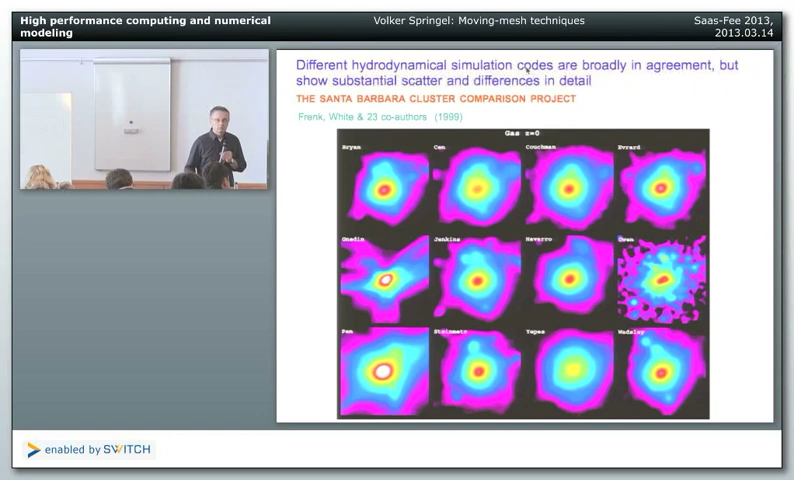 High performance computing and numerical
modeling
Volker Springel: Moving-mesh techniques
Saas-Fee 2013,
2013.03.14
Different hydrodynamical simulation codes are broadly in agreement, but
show substantial scatter and differences in detail
THE SANTA BARBARA CLUSTER COMPARISON PROJECT
Frenk, White & 23 co-authors (1999)
Gas z=0
Bryan Cen Couchman Evrard
Gnedin Jenkins Navarro Owen
Pen Steinmetz Yepes Wadsley
enabled by SWITCH